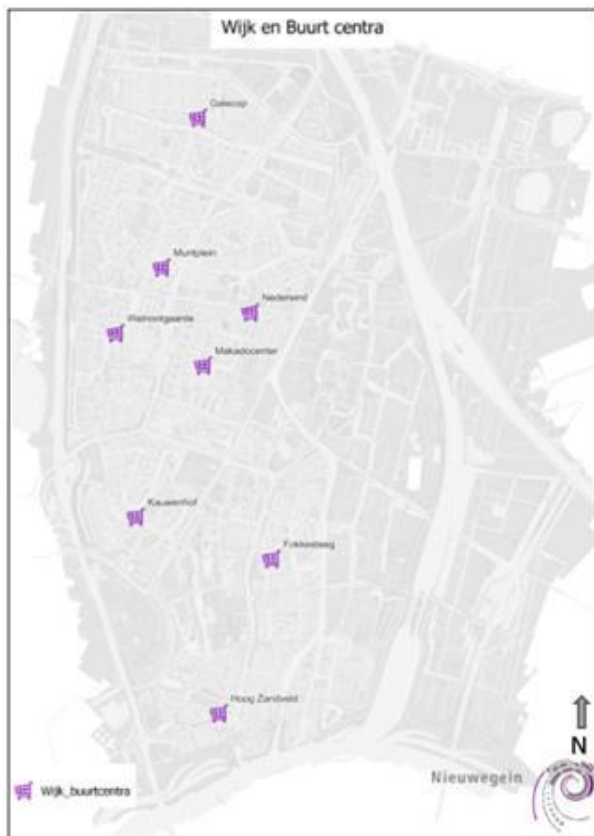 Wijk en Buurt centra
Galecop
Muntplein
Nedereind
Walnootgaarde
Makadocenter
Kauwenhof
Fokkesteeg
Hoog Zandveld
N
Nieuwegein
Wijk_buurtcentra